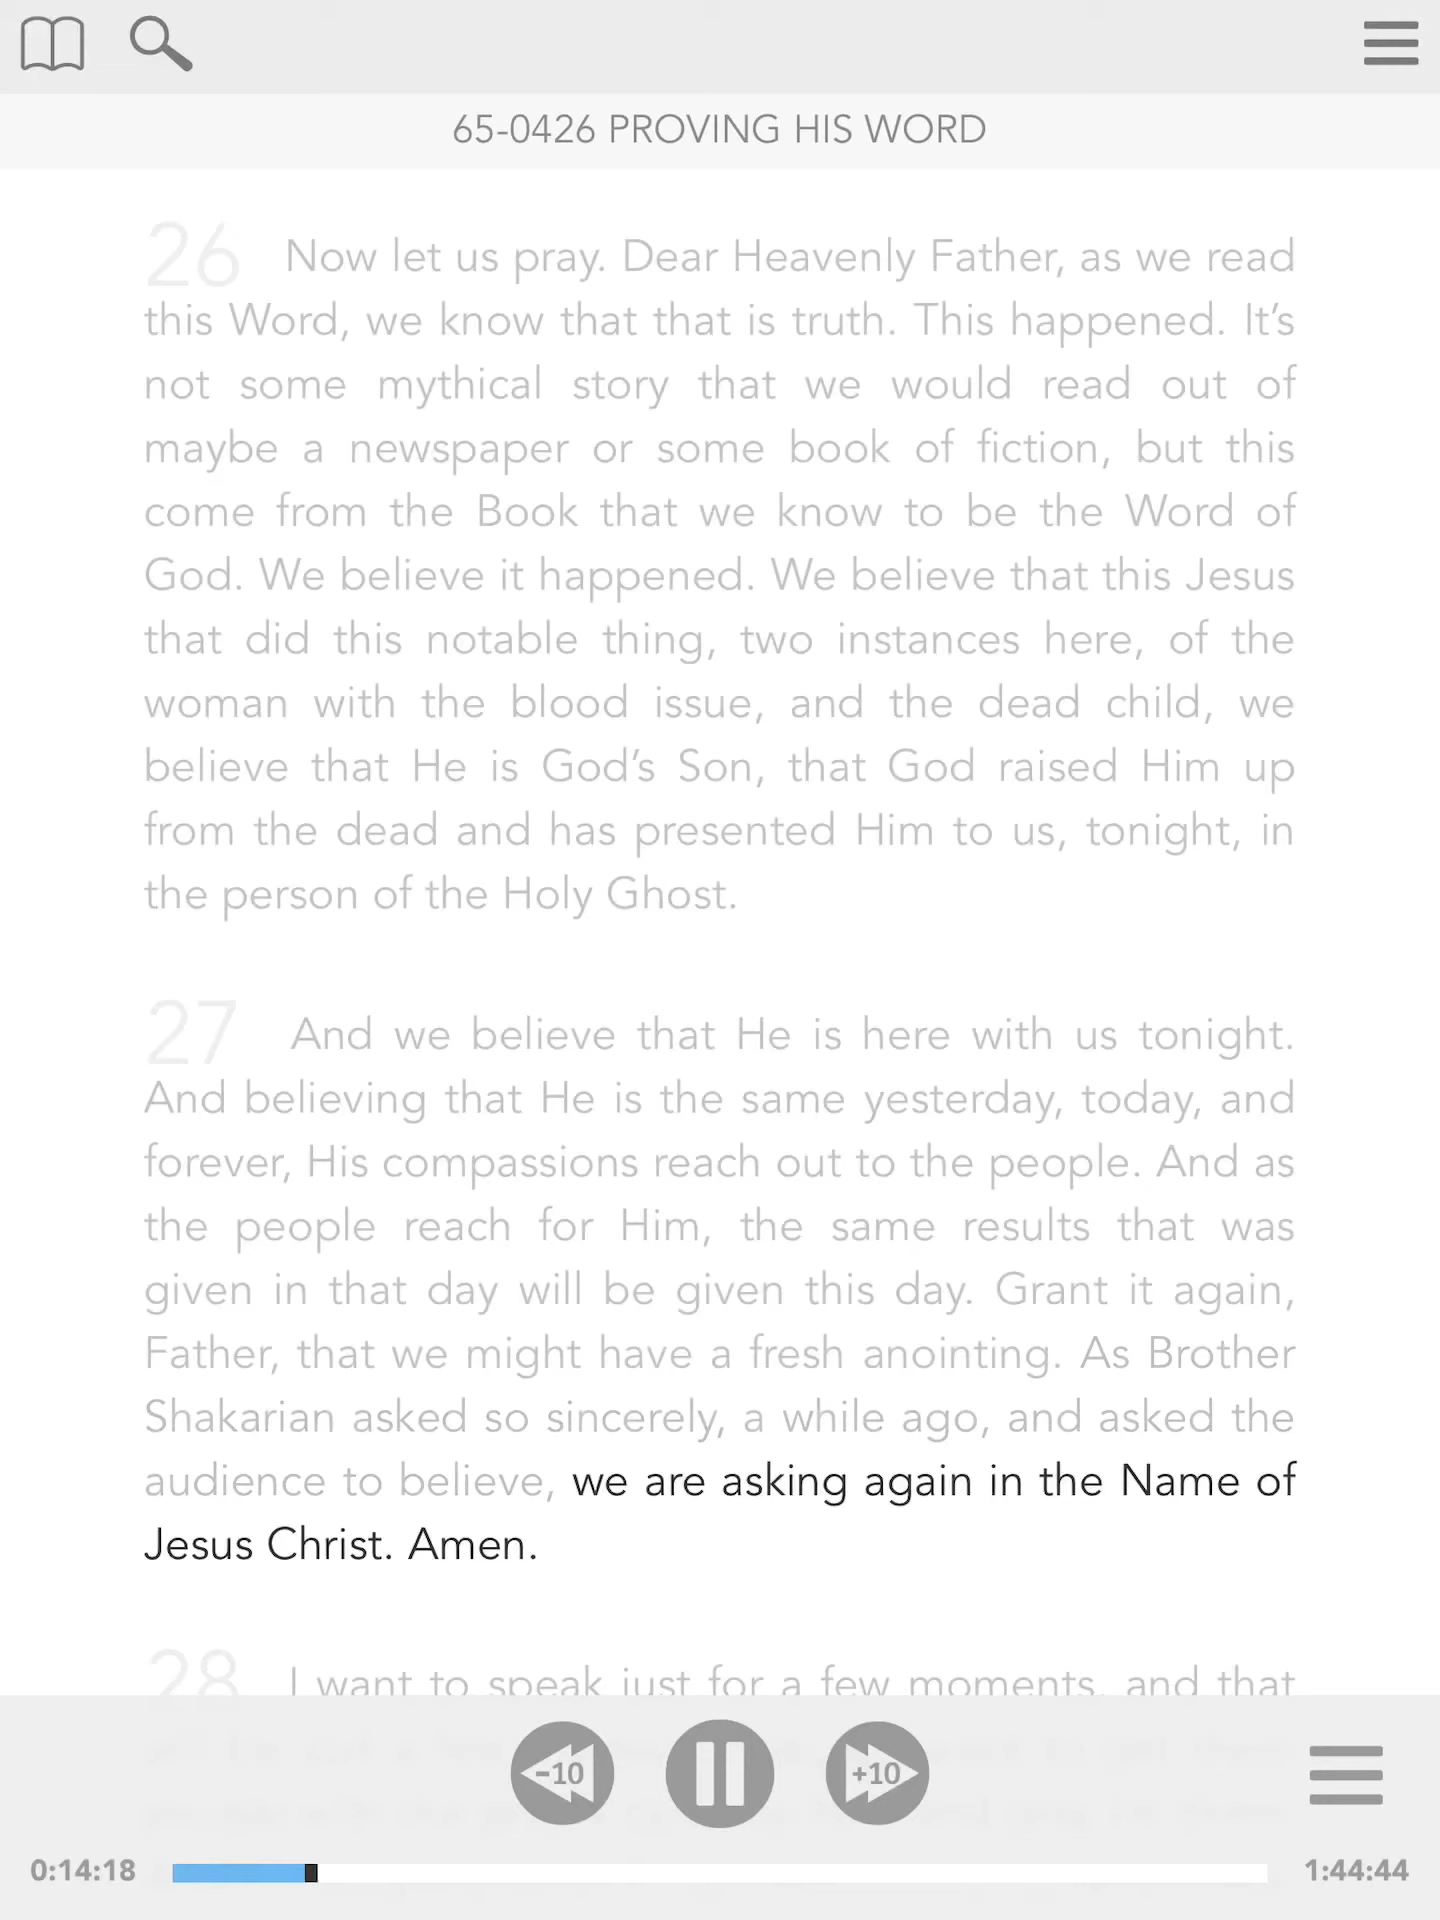 65-0426 PROVING HIS WORD
26 Now let us pray. Dear Heavenly Father, as we read
this Word, we know that that is truth. This happened. It’s
not some mythical story that we would read out of
maybe a newspaper or some book of fiction, but this
come from the Book that we know to be the Word of
God. We believe it happened. We believe that this Jesus
that did this notable thing, two instances here, of the
woman with the blood issue, and the dead child, we
believe that He is God’s Son, that God raised Him up
from the dead and has presented Him to us, tonight, in
the person of the Holy Ghost.
27 And we believe that He is here with us tonight.
And believing that He is the same yesterday, today, and
forever, His compassions reach out to the people. And as
the people reach for Him, the same results that was
given in that day will be given this day. Grant it again,
Father, that we might have a fresh anointing. As Brother
Shakarian asked so sincerely, a while ago, and asked the
audience to believe, we are asking again in the Name of
Jesus Christ. Amen.
28 I want to speak just for a few moments, and that
-10 +10
0:14:18 1:44:44